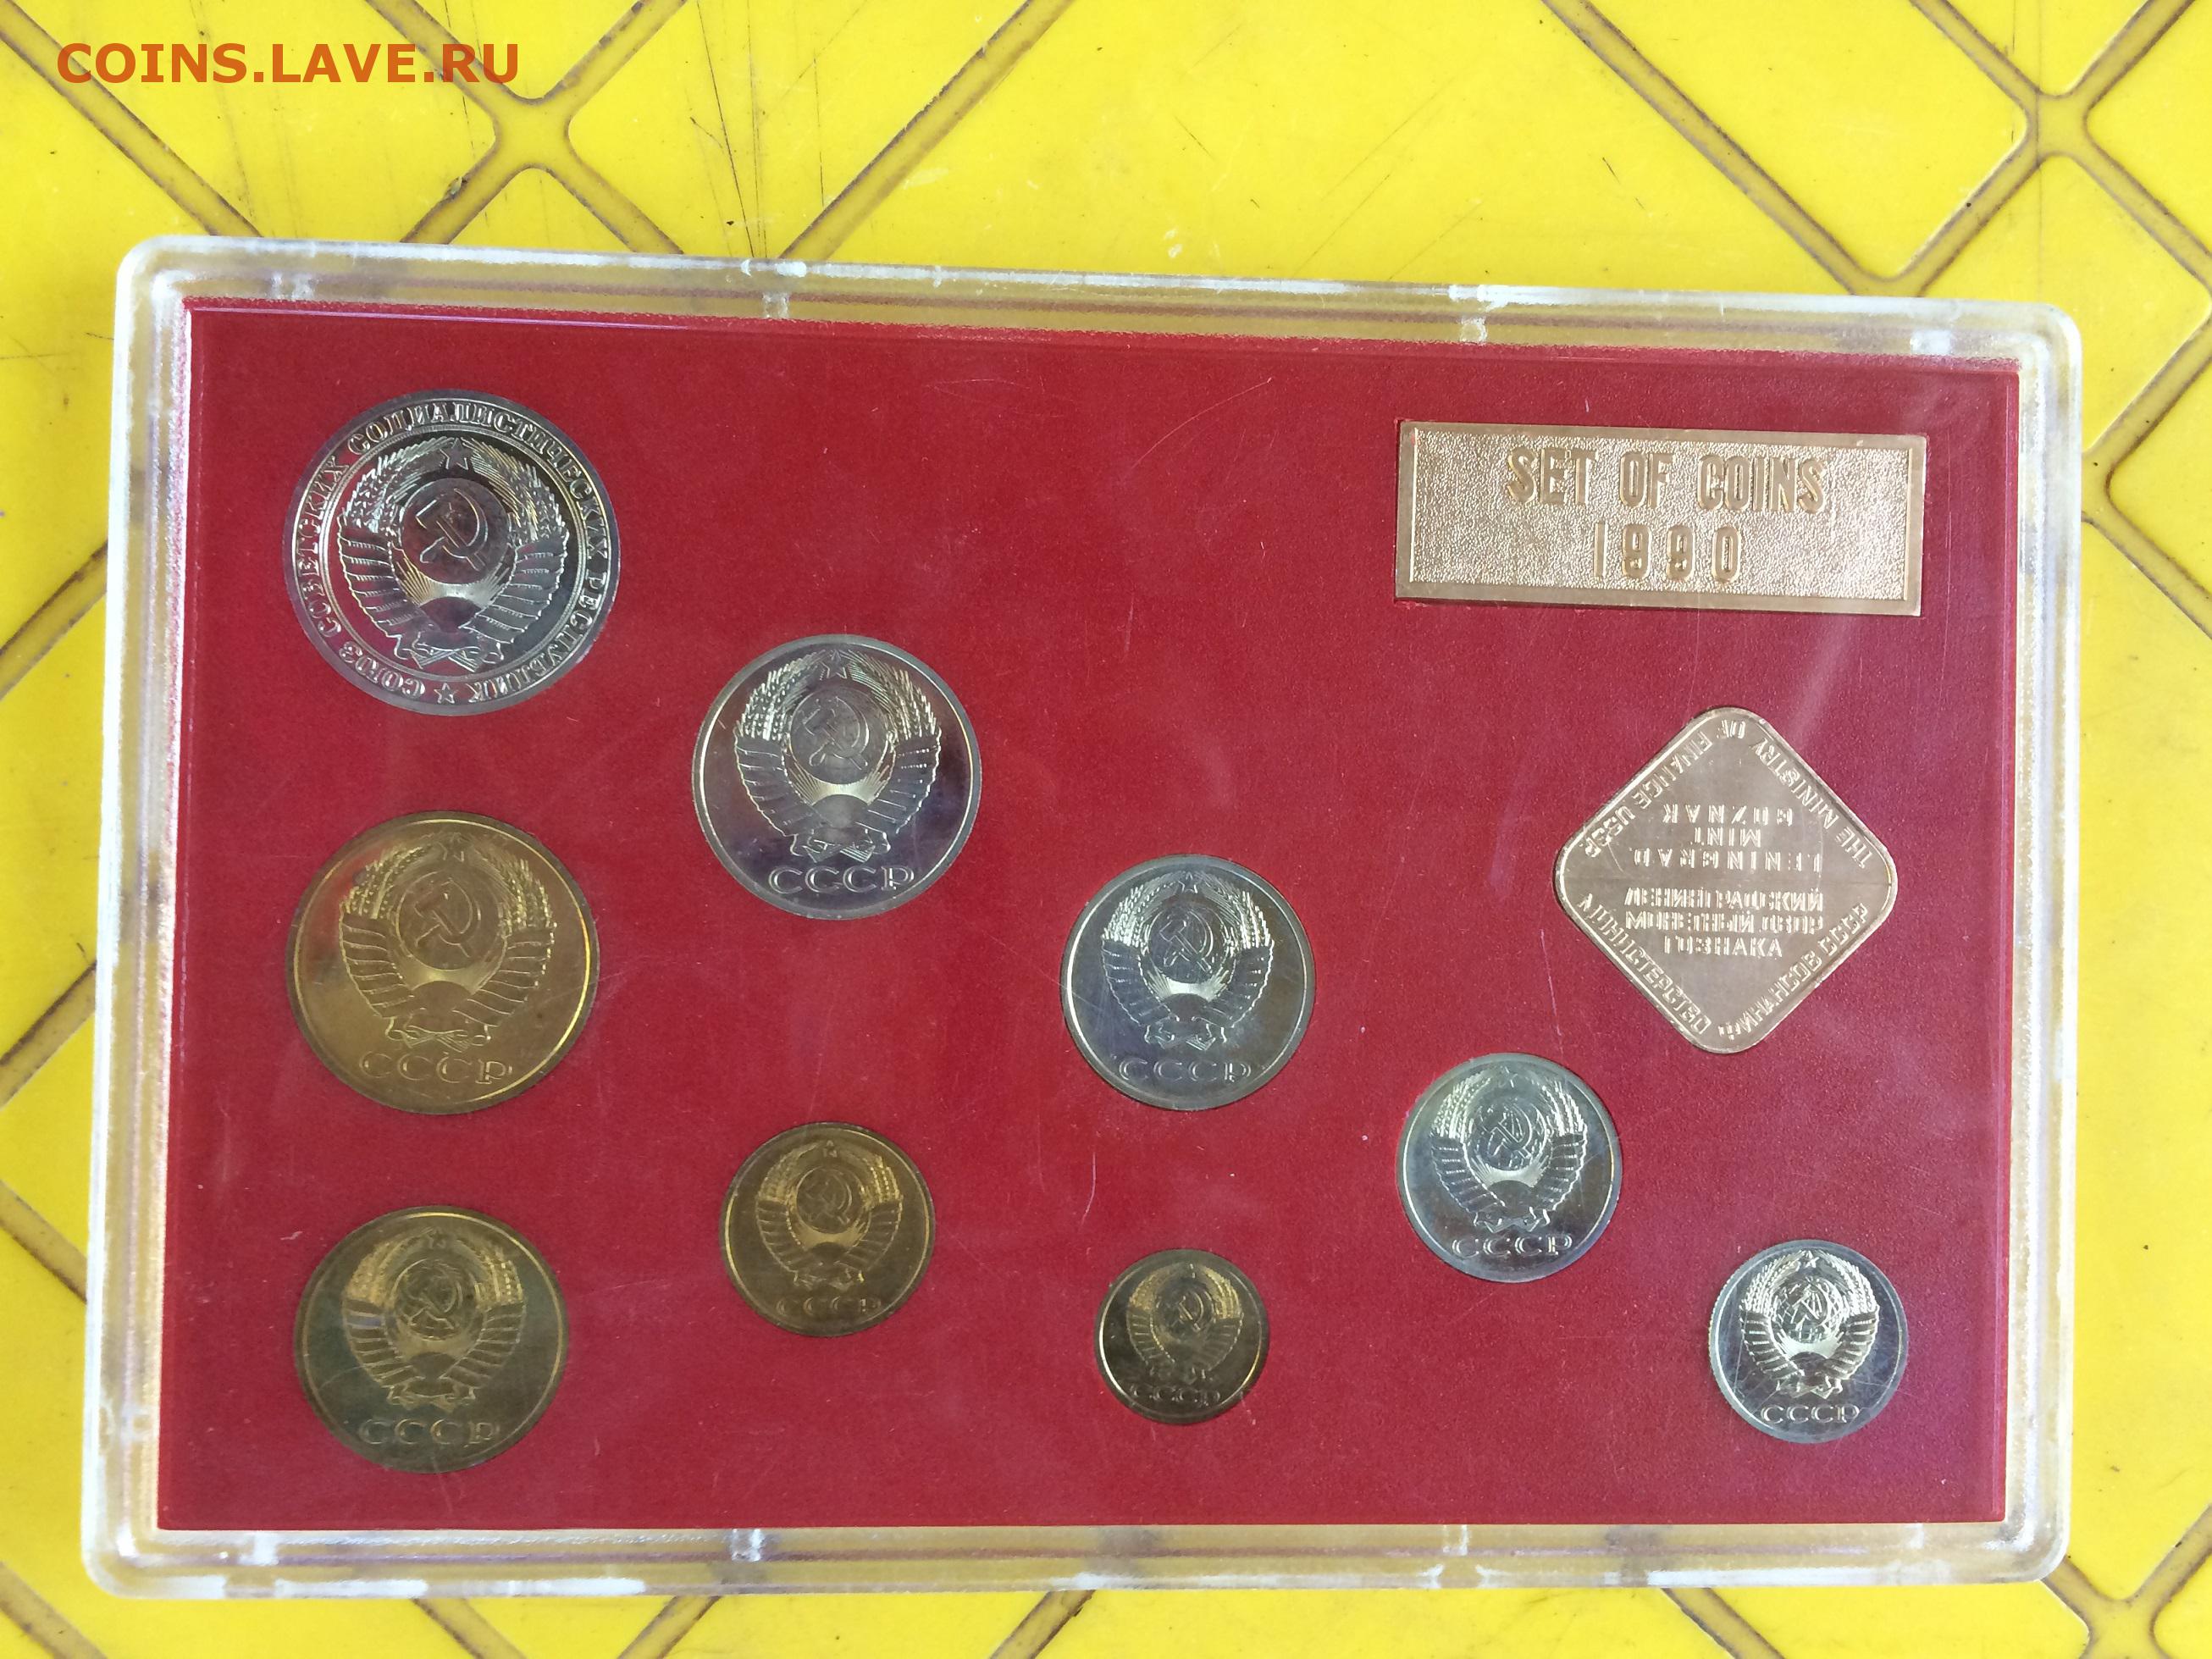 COINS.LAVE.RU
SET OF COINS
1990
СОЮЗ СОВЕТСКИХ СОЦИАЛИСТИЧЕСКИХ РЕСПУБЛИК
СССР
СССР
СССР
СССР
СССР
СССР
СССР
СССР
THE MINISTRY OF FINANCE USSR
LENINGRAD
MINT
GOZNAK
ЛЕНИНГРАДСКИЙ
МОНЕТНЫЙ ДВОР
ГОЗНАКА
МИНИСТЕРСТВО ФИНАНСОВ СССР